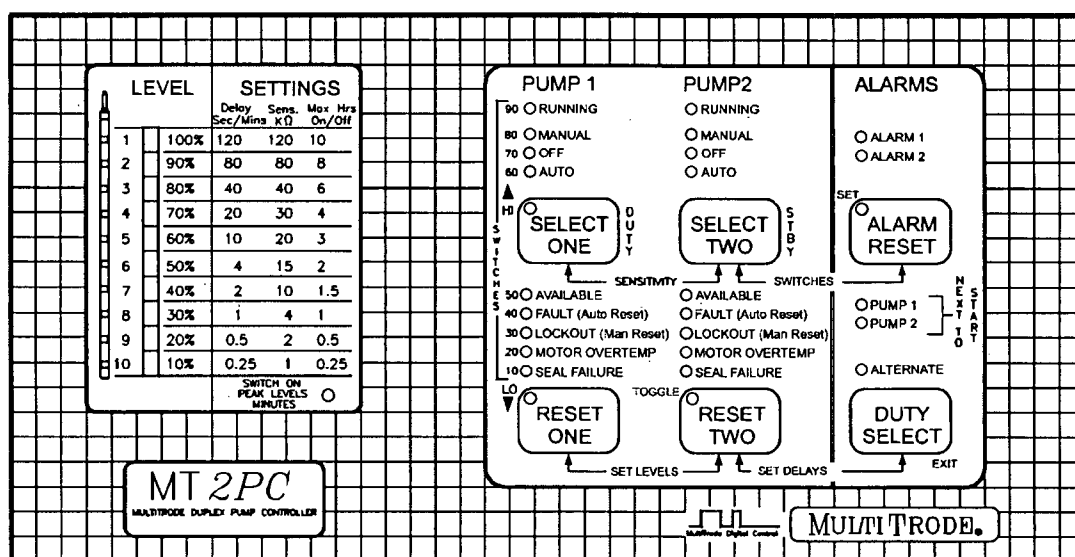 LEVEL SETTINGS
Delay Sec/Mins Sens. KΩ Max Hrs On/Off
1 100% 120 120 10
2 90% 80 80 8
3 80% 40 40 6
4 70% 20 30 4
5 60% 10 20 3
6 50% 4 15 2
7 40% 2 10 1.5
8 30% 1 4 1
9 20% 0.5 2 0.5
10 10% 0.25 1 0.25
SWITCH ON
PEAK LEVELS
MINUTES
MT 2PC
MULTITRODE DUPLEX PUMP CONTROLLER
PUMP 1 PUMP2 ALARMS
90 RUNNING RUNNING
80 MANUAL MANUAL ALARM 1
70 OFF OFF ALARM 2
60 AUTO AUTO
HI SWITCHES LO
SELECT ONE
DUTY
SELECT TWO
STBY
SET
ALARM RESET
SENSITIVITY SWITCHES
50 AVAILABLE AVAILABLE
40 FAULT (Auto Reset) FAULT (Auto Reset)
30 LOCKOUT (Man Reset) LOCKOUT (Man Reset)
20 MOTOR OVERTEMP MOTOR OVERTEMP
10 SEAL FAILURE SEAL FAILURE
PUMP 1
PUMP 2
NEXT TO START
ALTERNATE
RESET ONE
TOGGLE
RESET TWO
DUTY SELECT
EXIT
SET LEVELS SET DELAYS
MultiTrode Digital Control
MULTITRODE®